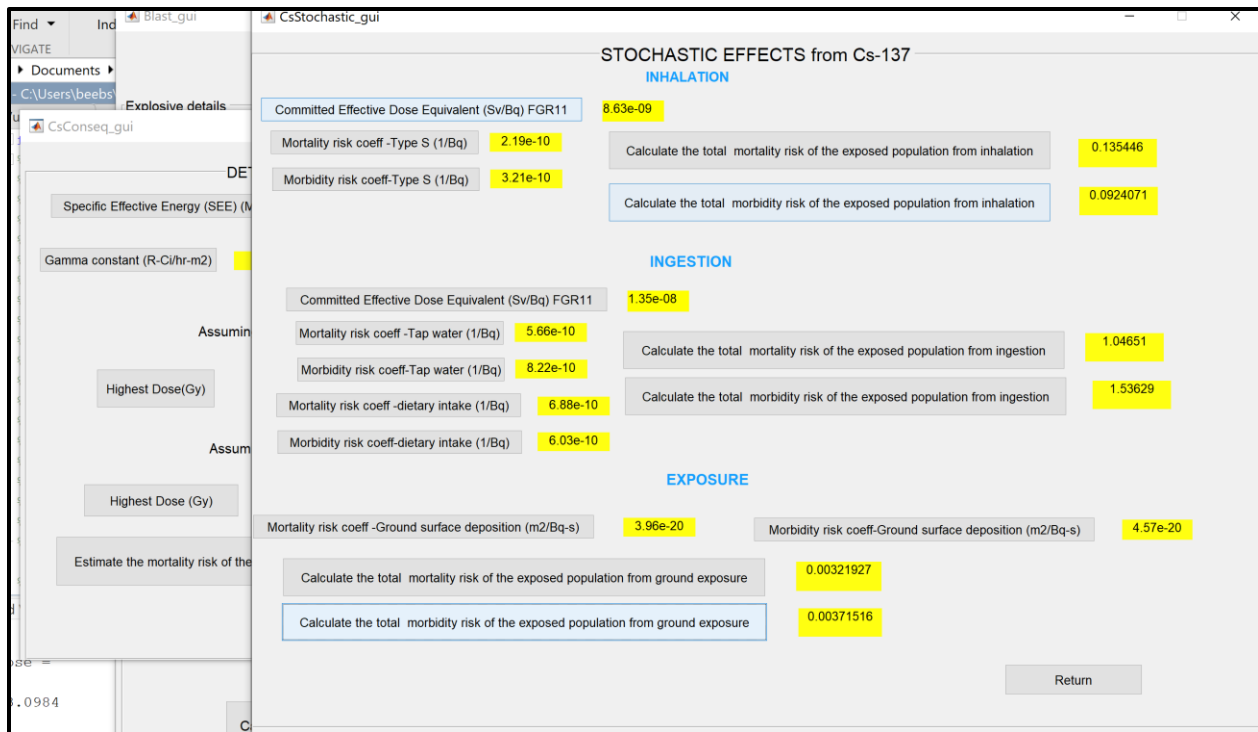 Find
Ind
Blast_gui
CsStochastic_gui
VIGATE
Documents
C:\Users\beebs\
Explosive details
CsConseq_gui
DET
Specific Effective Energy (SEE) (M
Gamma constant (R-Ci/hr-m2)
Assumin
Highest Dose(Gy)
Assum
Highest Dose (Gy)
Estimate the mortality risk of the
ose =
.0984
STOCHASTIC EFFECTS from Cs-137
INHALATION
Committed Effective Dose Equivalent (Sv/Bq) FGR11 8.63e-09
Mortality risk coeff -Type S (1/Bq) 2.19e-10
Calculate the total mortality risk of the exposed population from inhalation 0.135446
Morbidity risk coeff-Type S (1/Bq) 3.21e-10
Calculate the total morbidity risk of the exposed population from inhalation 0.0924071
INGESTION
Committed Effective Dose Equivalent (Sv/Bq) FGR11 1.35e-08
Mortality risk coeff -Tap water (1/Bq) 5.66e-10
Calculate the total mortality risk of the exposed population from ingestion 1.04651
Morbidity risk coeff-Tap water (1/Bq) 8.22e-10
Calculate the total morbidity risk of the exposed population from ingestion 1.53629
Mortality risk coeff -dietary intake (1/Bq) 6.88e-10
Morbidity risk coeff-dietary intake (1/Bq) 6.03e-10
EXPOSURE
Mortality risk coeff -Ground surface deposition (m2/Bq-s) 3.96e-20
Morbidity risk coeff-Ground surface deposition (m2/Bq-s) 4.57e-20
Calculate the total mortality risk of the exposed population from ground exposure 0.00321927
Calculate the total morbidity risk of the exposed population from ground exposure 0.00371516
Return